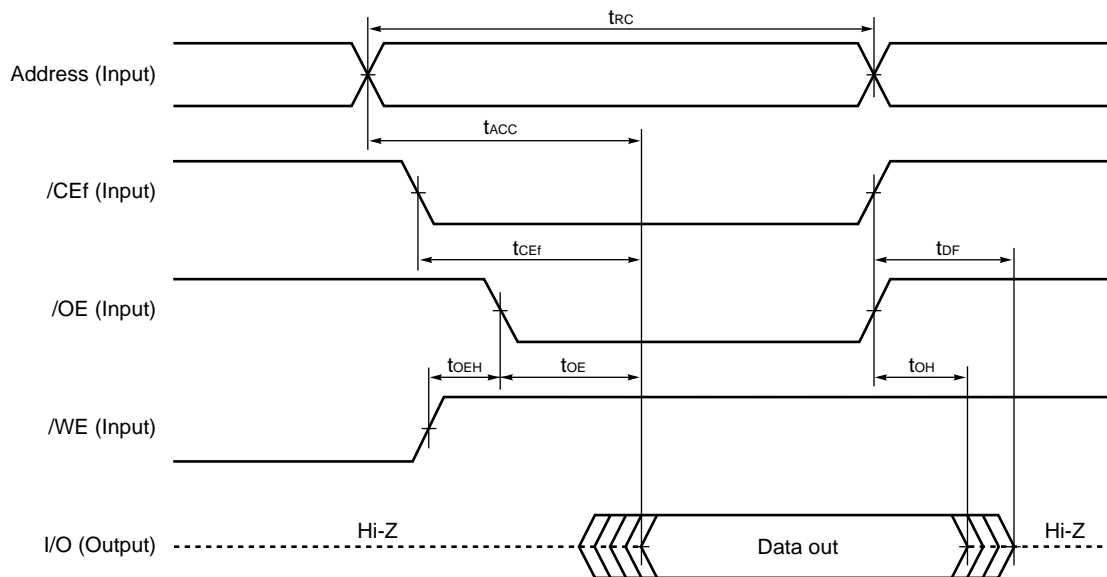 tRC
Address (Input)
tACC
/CEf (Input)
tCEf
tDF
/OE (Input)
tOEH
tOE
tOH
/WE (Input)
Hi-Z
Hi-Z
I/O (Output)
Data out